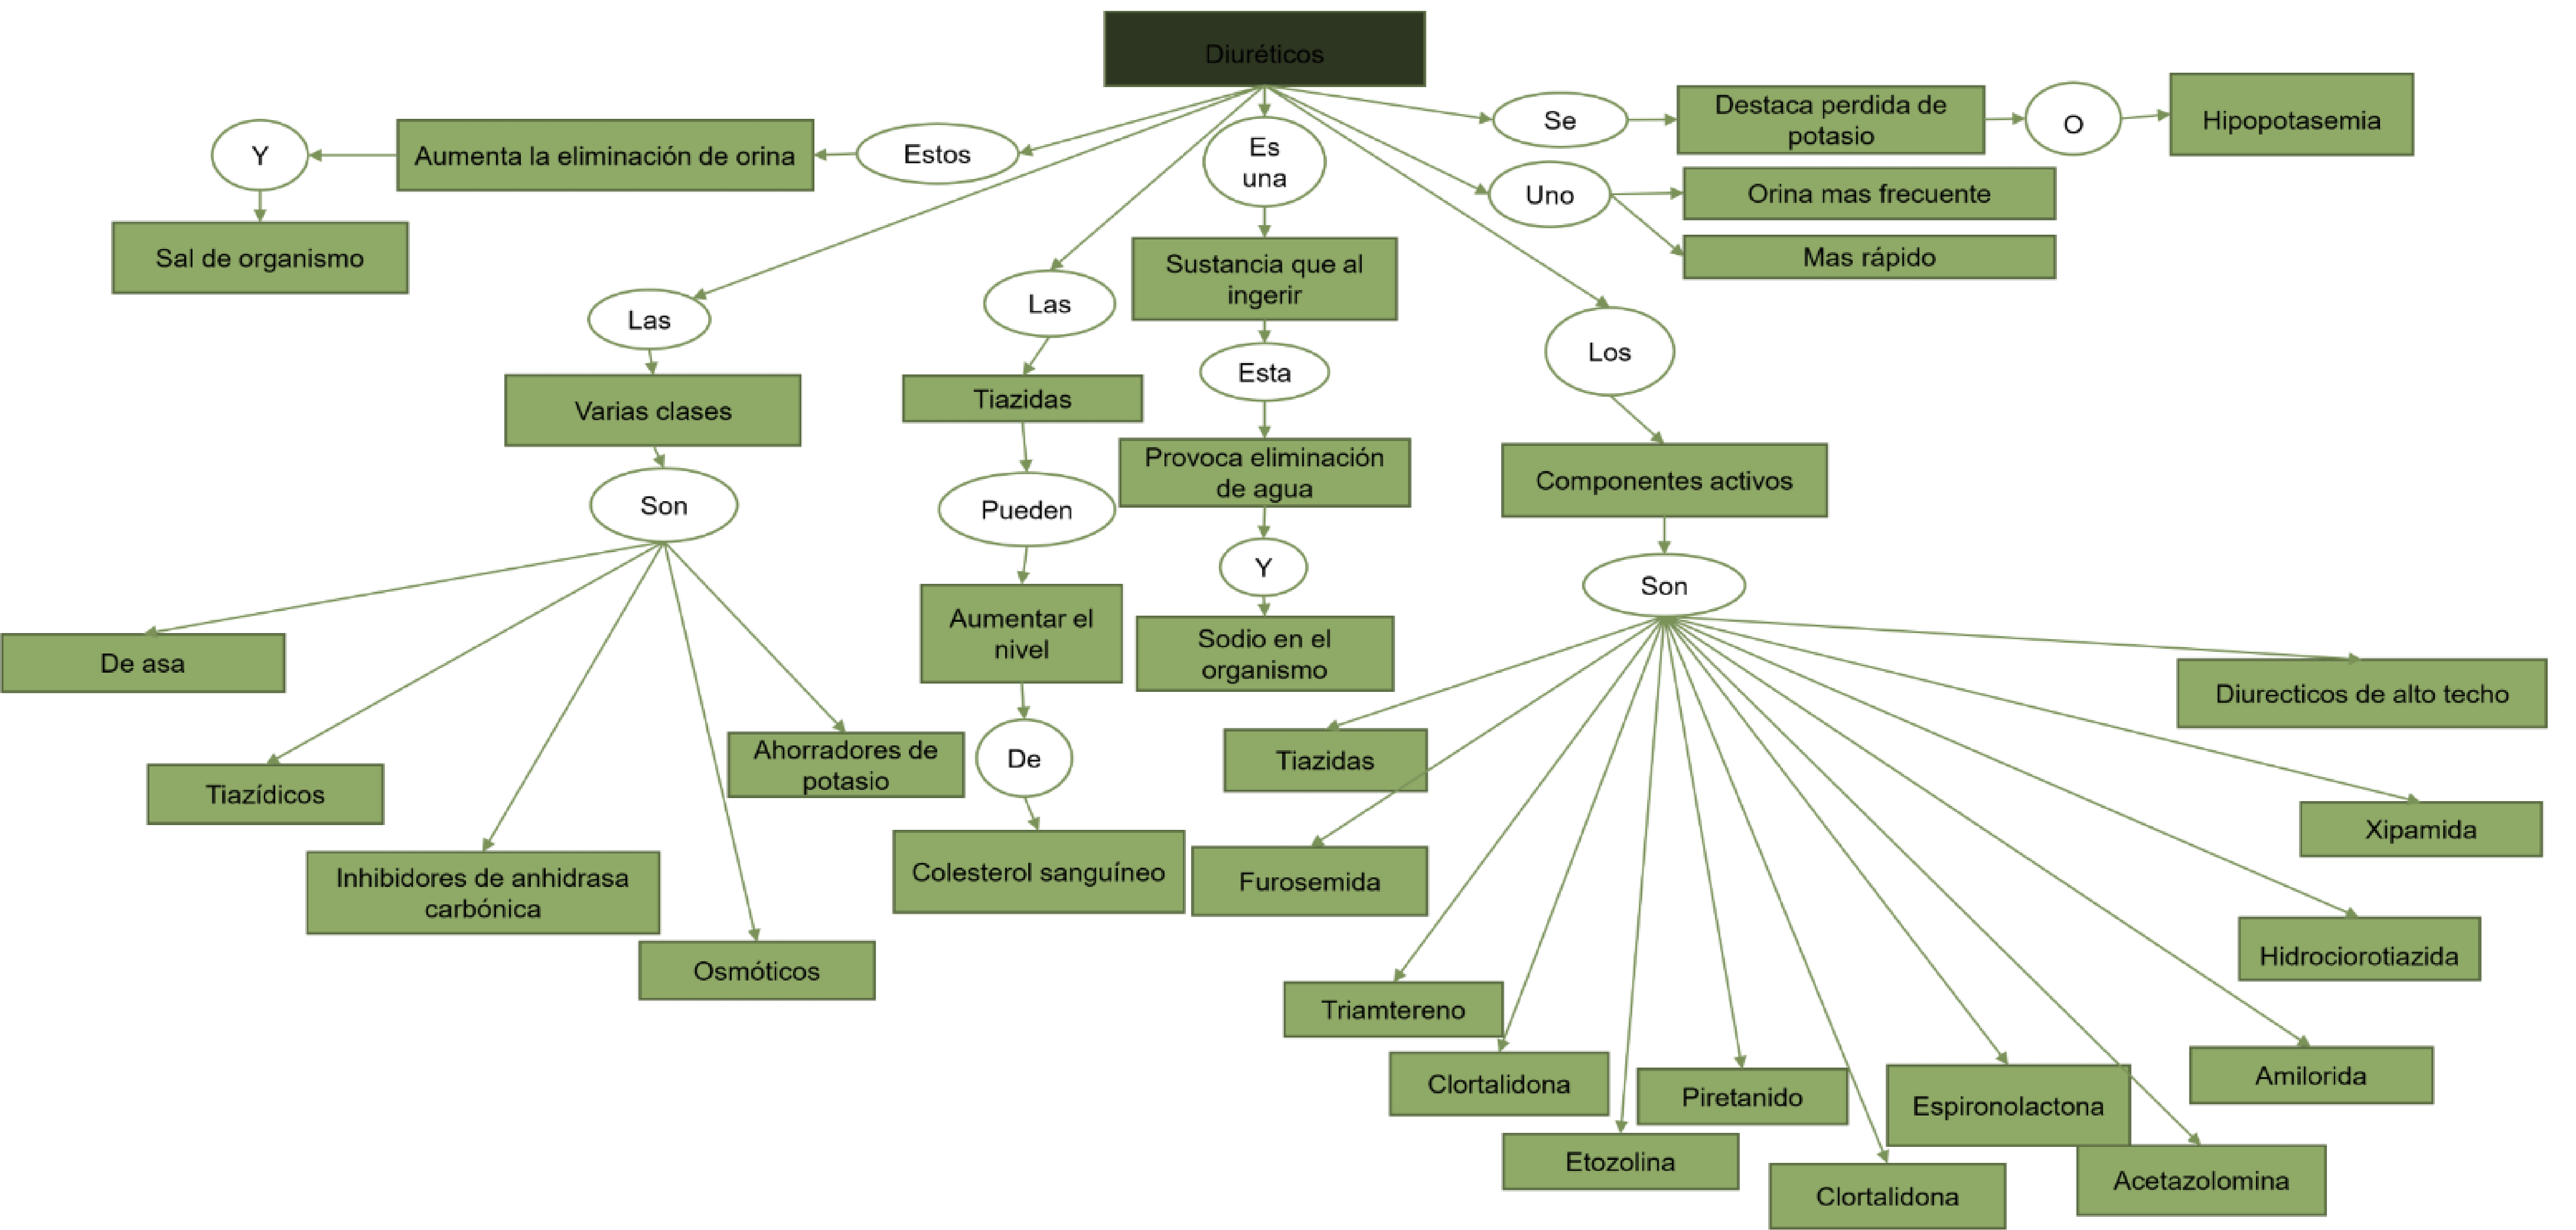 Diuréticos
Se
Destaca perdida de
potasio
O
Hipopotasemia
Y
Aumenta la eliminación de orina
Estos
Es
una
Uno
Orina mas frecuente
Mas rápido
Sal de organismo
Las
Las
Sustancia que al
ingerir
Los
Varias clases
Tiazidas
Esta
Componentes activos
Son
Pueden
Provoca eliminación
de agua
Y
Son
Aumentar el
nivel
Sodio en el
organismo
De asa
Diurecticos de alto techo
Tiazídicos
Ahorradores de
potasio
De
Tiazidas
Xipamida
Inhibidores de anhidrasa
carbónica
Colesterol sanguíneo
Furosemida
Osmóticos
Hidrociorotiazida
Triamtereno
Clortalidona
Piretanido
Espironolactona
Amilorida
Etozolina
Clortalidona
Acetazolomina